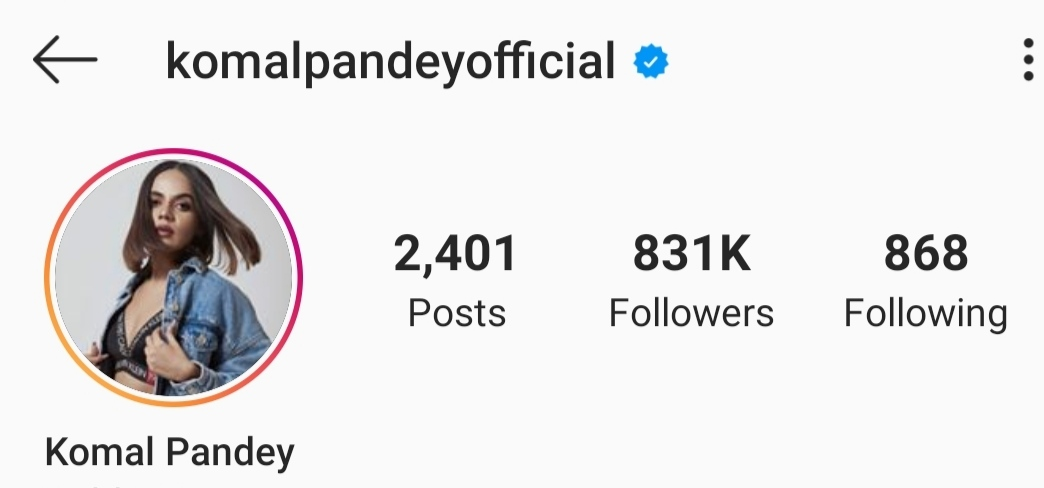 komalpandeyofficial
2,401 831K 868
Posts Followers Following
Komal Pandey